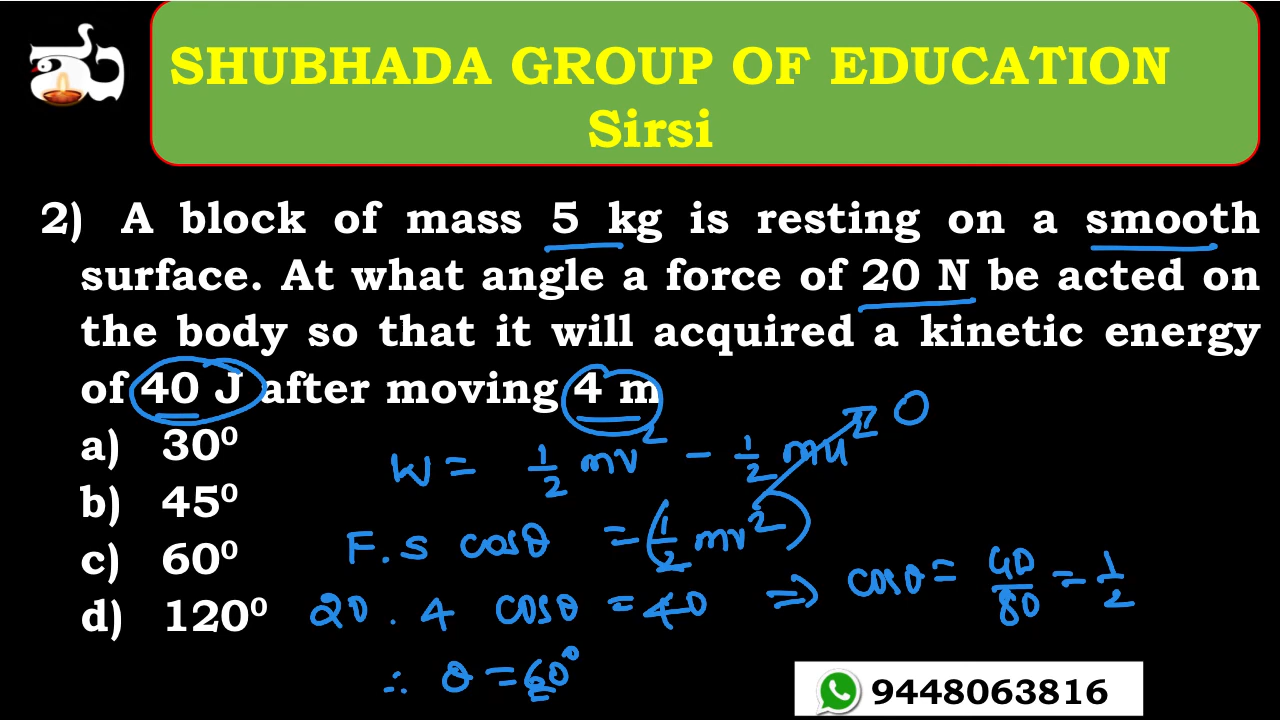 SHUBHADA GROUP OF EDUCATION
Sirsi
2) A block of mass 5 kg is resting on a smooth
surface. At what angle a force of 20 N be acted on
the body so that it will acquired a kinetic energy
of 40 J after moving 4 m
a) 30⁰
b) 45⁰
c) 60⁰
d) 120⁰
W = 1/2 mv² - 1/2 mu² 0
F.s cosθ = (1/2 mv²)
20 . 4 cosθ = 40 ⇒ cosθ = 40/80 = 1/2
∴ θ = 60°
9448063816